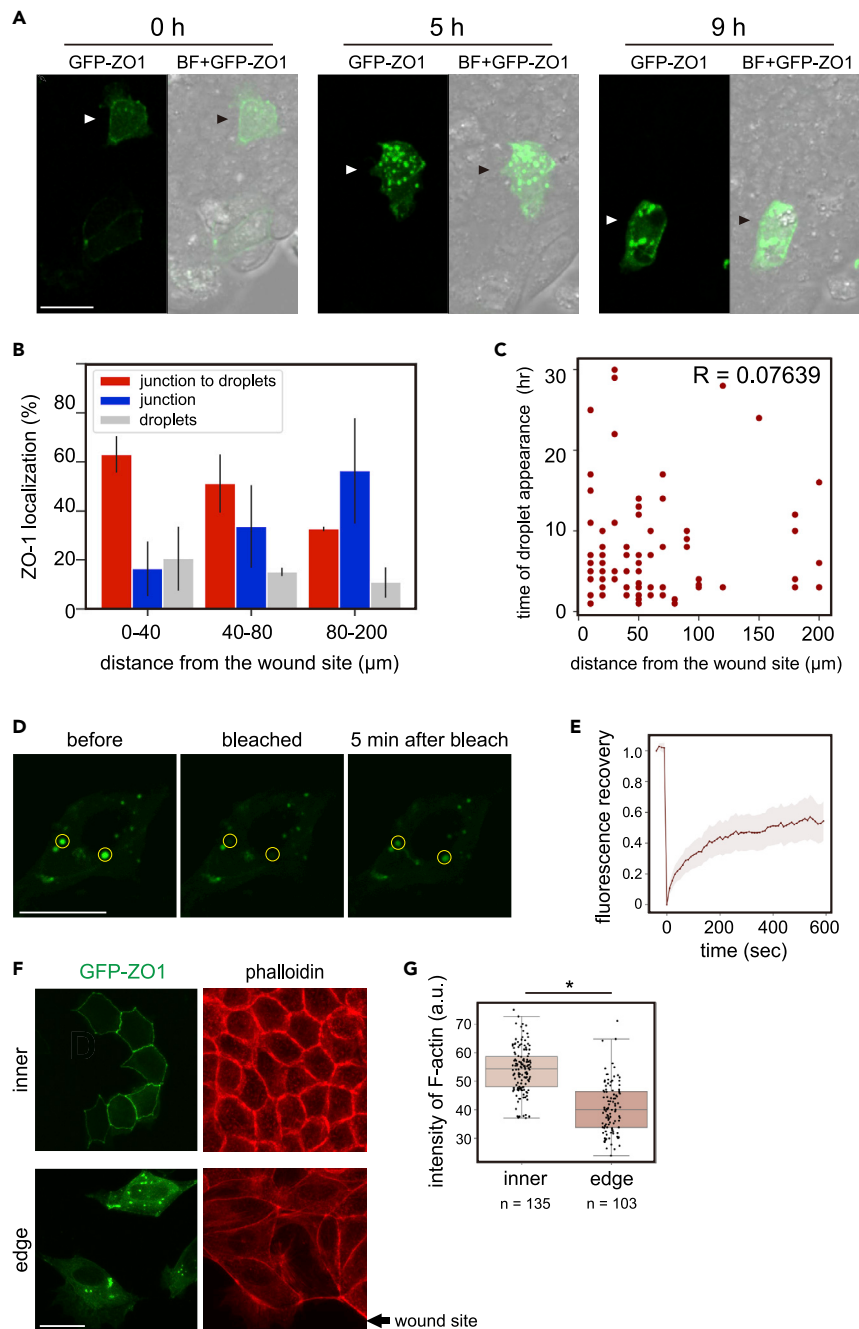 A
0 h
5 h
9 h
GFP-ZO1
BF+GFP-ZO1
GFP-ZO1
BF+GFP-ZO1
GFP-ZO1
BF+GFP-ZO1
B
ZO-1 localization (%)
80
60
40
20
0
junction to droplets
junction
droplets
0–40
40–80
80–200
distance from the wound site (µm)
C
time of droplet appearance (hr)
30
20
10
0
R = 0.07639
0
50
100
150
200
distance from the wound site (µm)
D
before
bleached
5 min after bleach
E
fluorescence recovery
1.0
0.8
0.6
0.4
0.2
0
0
200
400
600
time (sec)
F
GFP-ZO1
phalloidin
inner
D
edge
wound site
G
*
intensity of F-actin (a.u.)
70
60
50
40
30
inner
edge
n = 135
n = 103